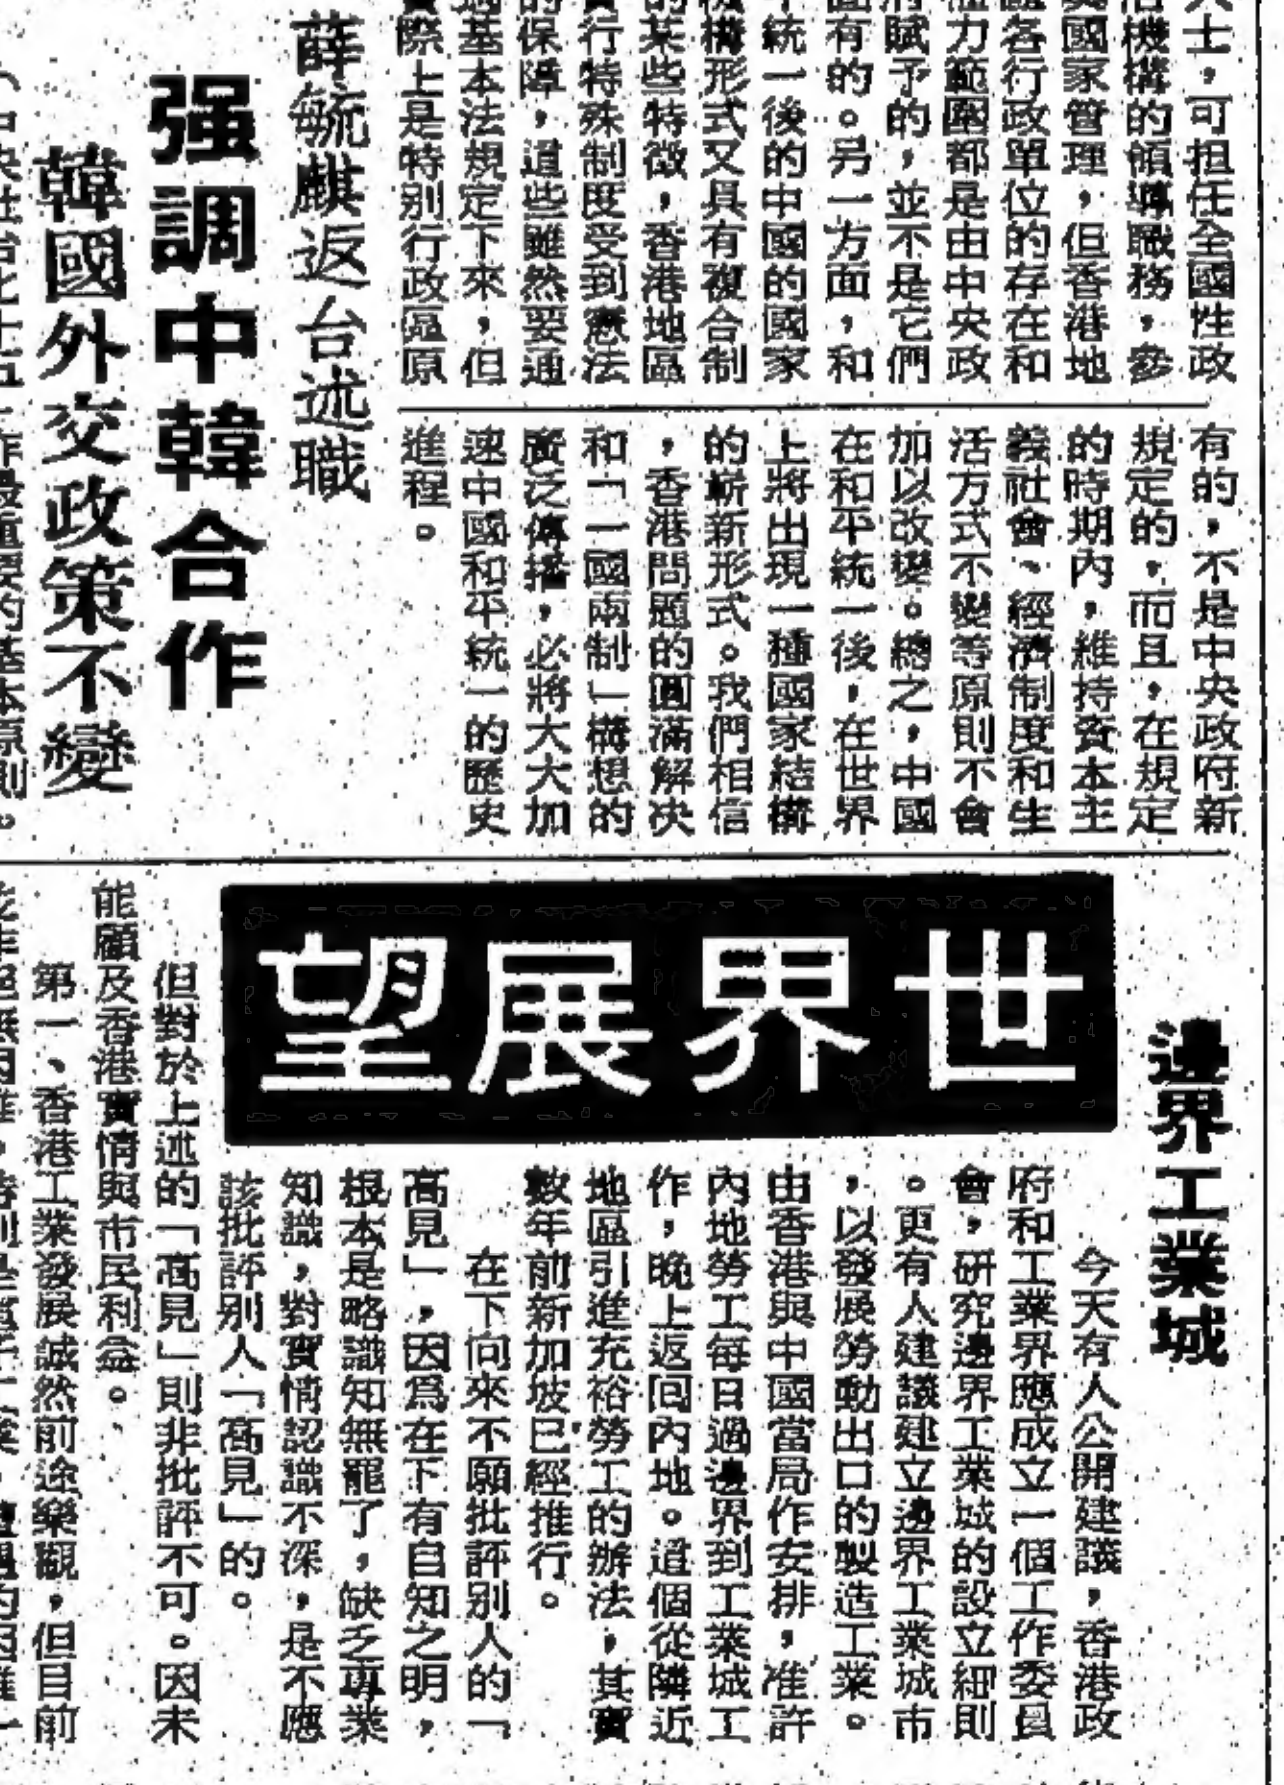 人士，可担任全國性政
治機構的領導職務，參
與國家管理，但香港地
區各行政單位的存在和
權力範圍都是由中央政
府賦予的，並不是它們
固有的。另一方面，和
平統一後的中國的國家
機構形式又具有複合制
的某些特徵，香港地區
實行特殊制度受到憲法
的保障，這些雖然要通
過基本法規定下來，但
實際上是特別行政區原
有的，不是中央政府新
規定的，而且，在規定
的時期內，維持資本主
義社會、經濟制度和生
活方式不變等原則不會
加以改變。總之，中國
在和平統一後，在世界
上將出現一種國家結構
的嶄新形式。我們相信
，香港問題的圓滿解决
和「一國兩制」構想的
廣泛傳播，必將大大加
速中國和平統一的歷史
進程。
薛毓麒返台述職
强調中韓合作
韓國外交政策不變
作最重要的基本原則。
世界展望
邊界工業城
今天有人公開建議，香港政
府和工業界應成立一個工作委員
會，研究邊界工業城的設立細則
。更有人建議建立邊界工業城市
，以發展勞動出口的製造工業。
由香港與中國當局作安排，准許
內地勞工每日過邊界到工業城工
作，晚上返回內地。這個從隣近
地區引進充裕勞工的辦法，其實
數年前新加坡已經推行。
在下向來不願批評別人的「
高見」，因爲在下有自知之明，
根本是略識知無罷了，缺乏專業
知識，對實情認識不深，是不應
該批評別人「高見」的。
但對於上述的「高見」則非批評不可。因未
能顧及香港實情與市民利益。
第一、香港工業發展誠然前途樂觀，但目前